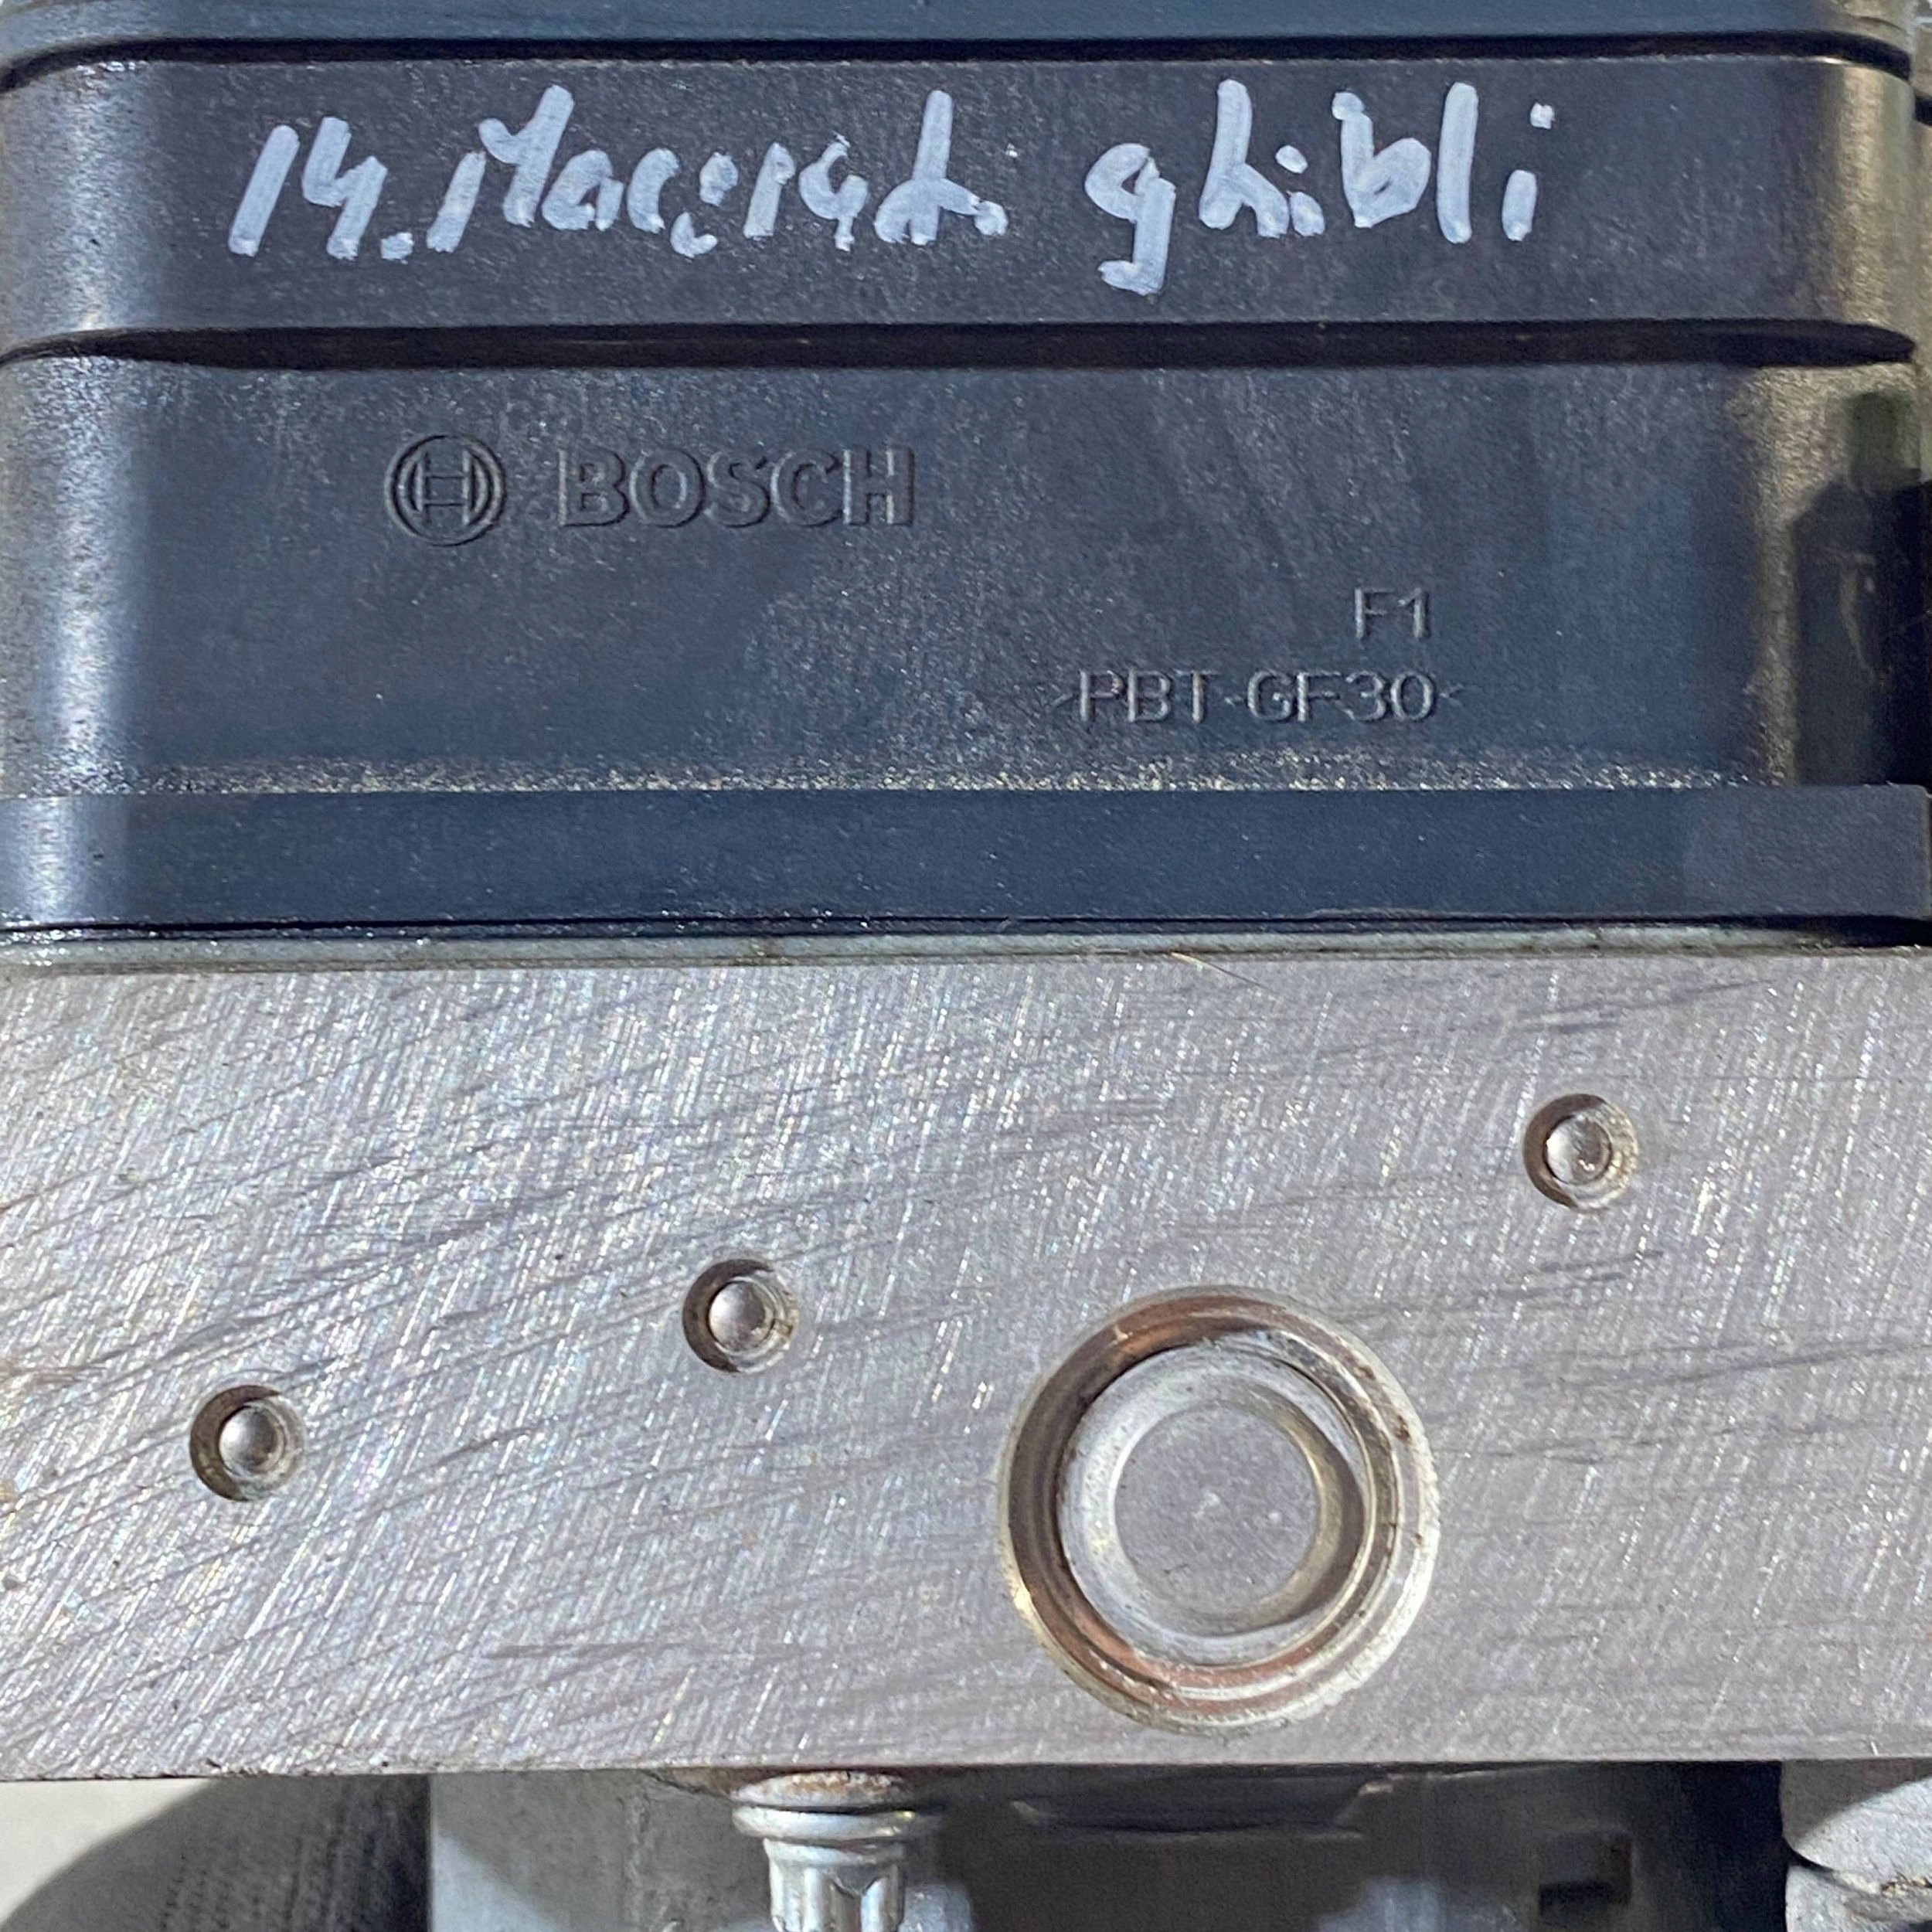 14. Maserati ghibli
BOSCH
F1
>PBT-GF30<